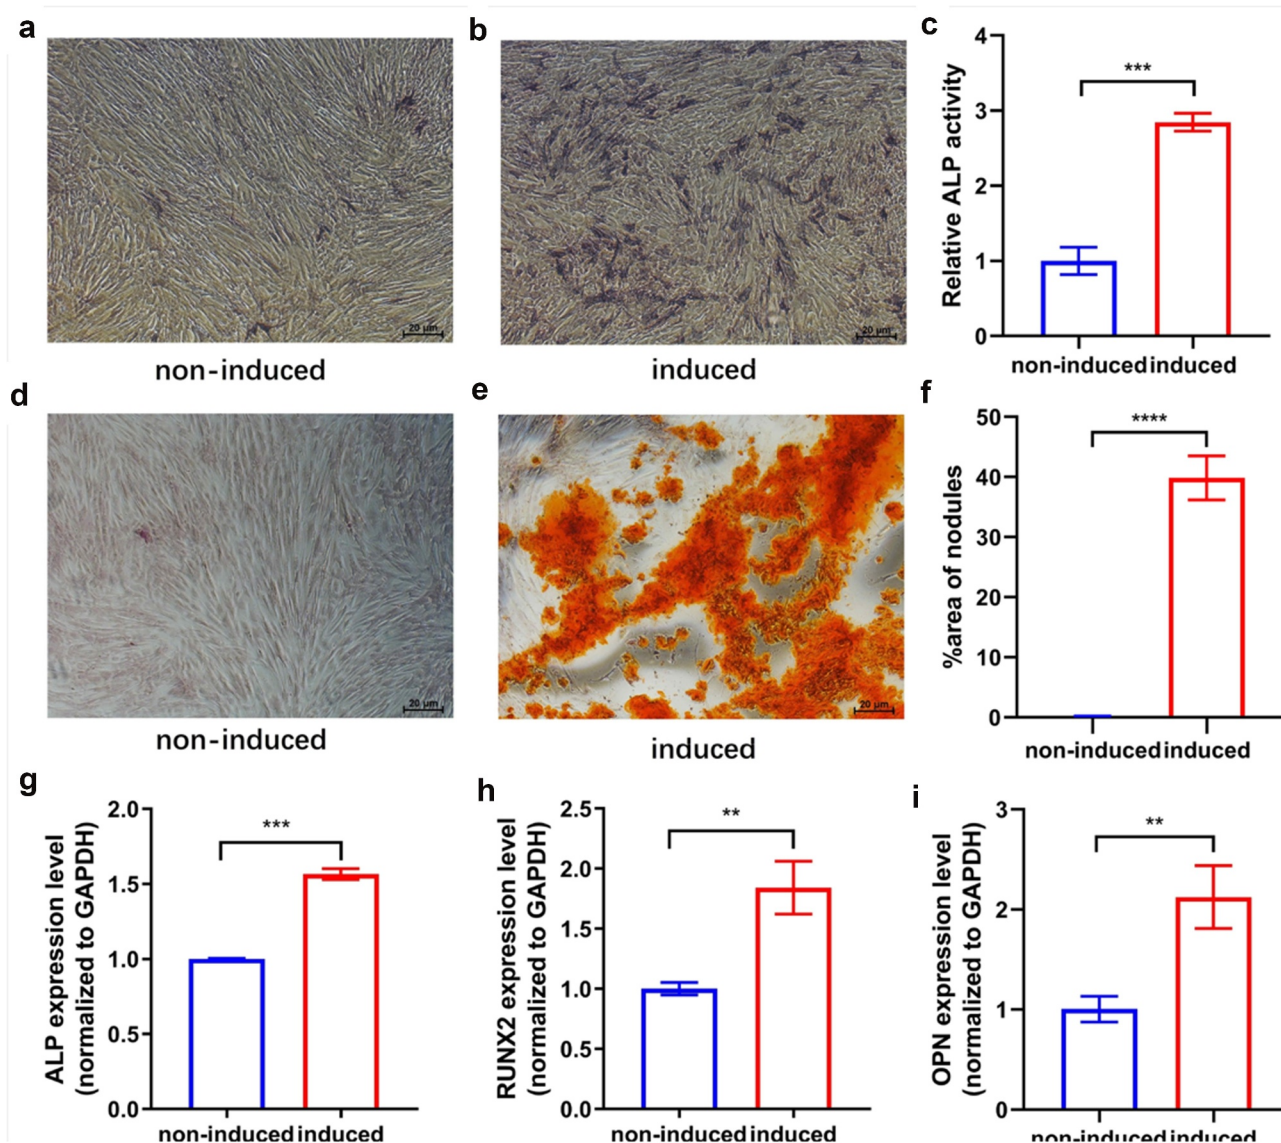 a
20 µm
non-induced
b
20 µm
induced
c
Relative ALP activity
4
3
2
1
0
***
non-induced induced
d
20 µm
non-induced
e
20 µm
induced
f
%area of nodules
50
40
30
20
10
0
****
non-induced induced
g
ALP expression level
(normalized to GAPDH)
2.0
1.5
1.0
0.5
0.0
***
non-induced induced
h
RUNX2 expression level
(normalized to GAPDH)
2.5
2.0
1.5
1.0
0.5
0.0
**
non-induced induced
i
OPN expression level
(normalized to GAPDH)
3
2
1
0
**
non-induced induced